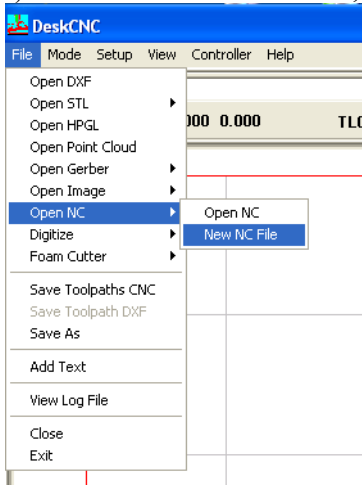 DeskCNC
File Mode Setup View Controller Help
Open DXF
Open STL
Open HPGL
000 0.000 TLO
Open Point Cloud
Open Gerber
Open Image
Open NC Open NC
Digitize New NC File
Foam Cutter
Save Toolpaths CNC
Save Toolpath DXF
Save As
Add Text
View Log File
Close
Exit